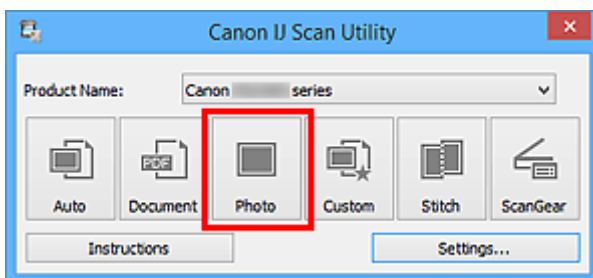 Canon IJ Scan Utility
Product Name: Canon series
PDF
Auto Document Photo Custom Stitch ScanGear
Instructions Settings...